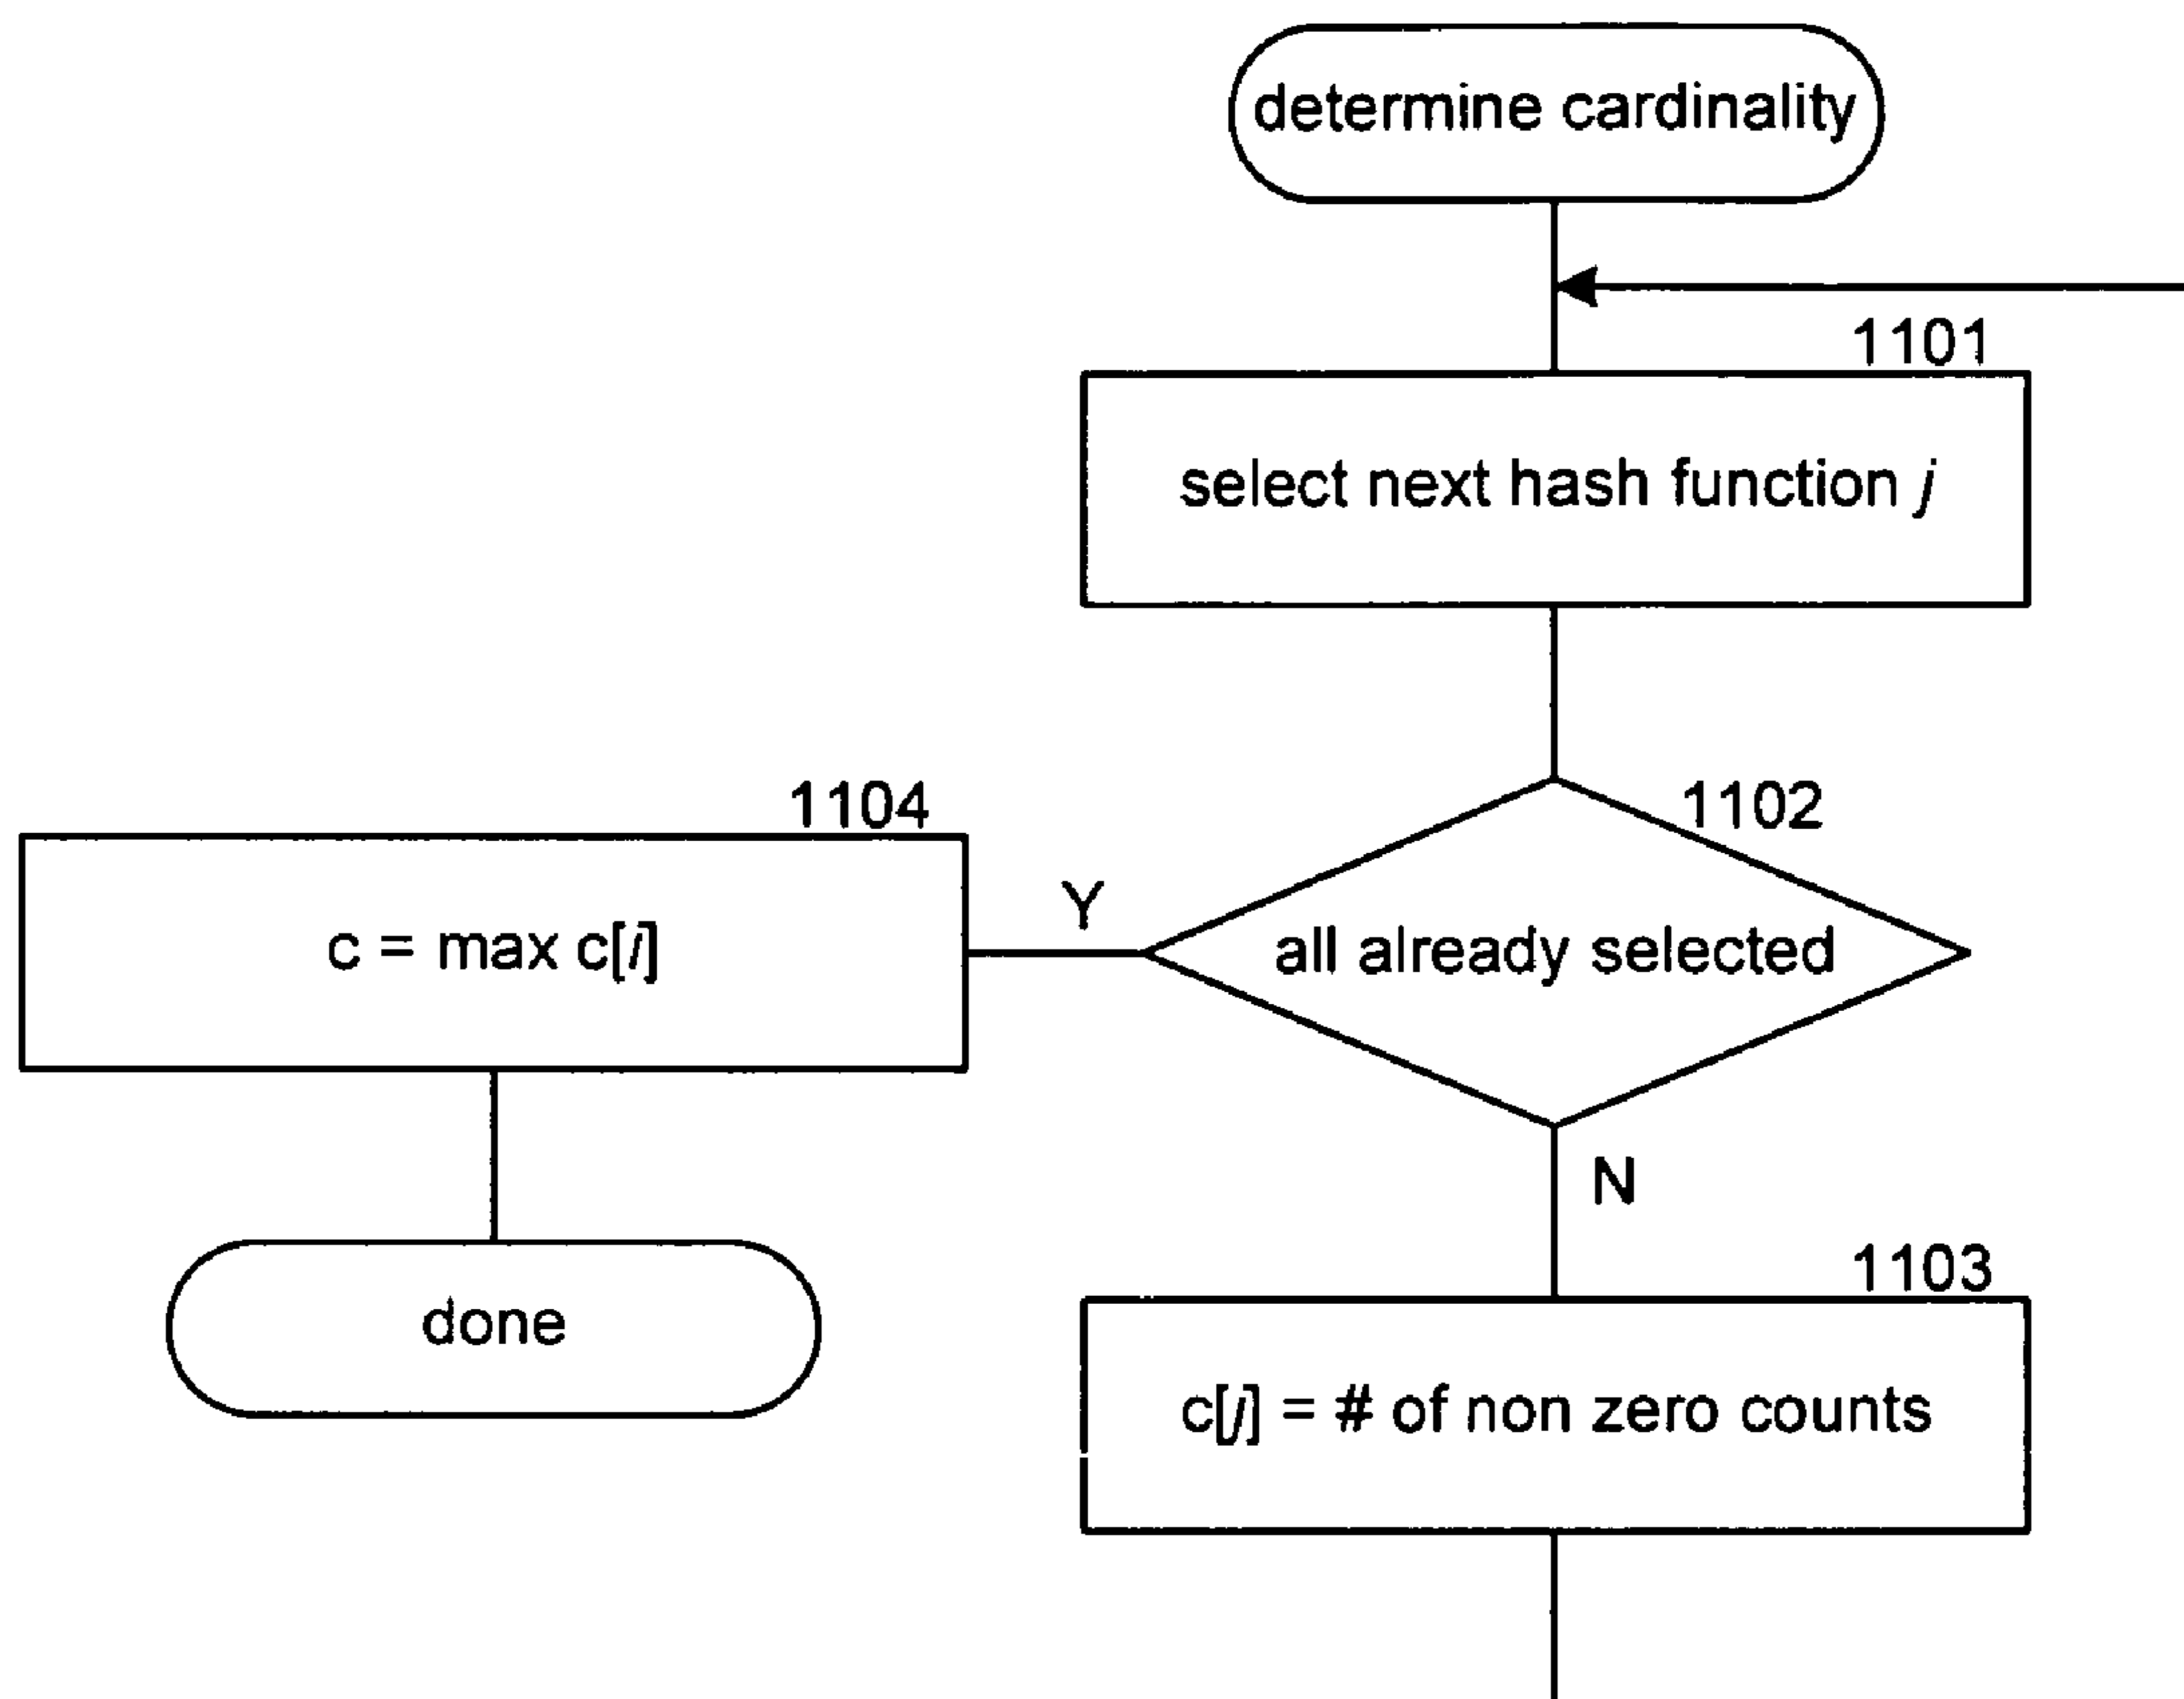 determine cardinality
1101
select next hash function j
1102
all already selected
Y
1104
c = max c[i]
done
N
1103
c[j] = # of non zero counts